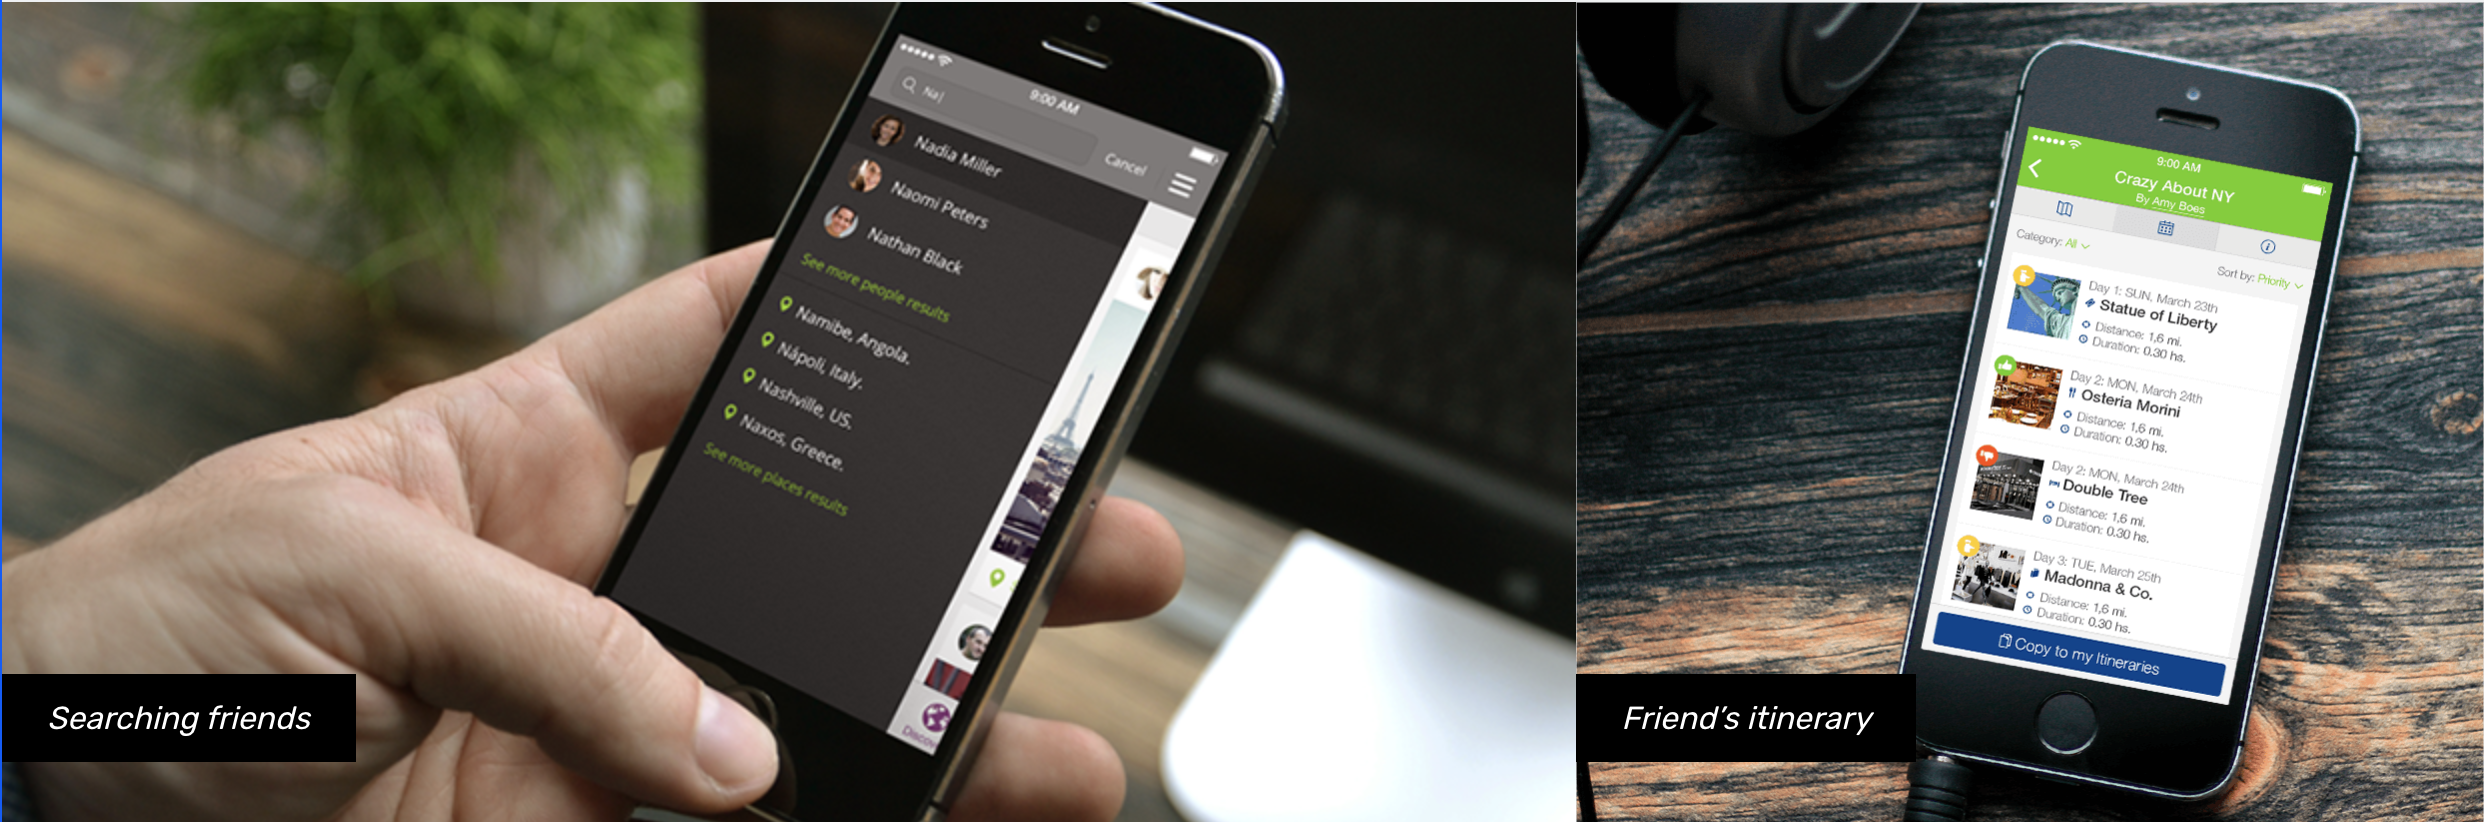 9:00 AM
Na|
Cancel
Nadia Miller
Naomi Peters
Nathan Black
See more people results
Namibe, Angola.
Nápoli, Italy.
Nashville, US.
Naxos, Greece.
See more places results
Searching friends
9:00 AM
Crazy About NY
By Amy Boes
Category: All
Sort by: Priority
Day 1: SUN, March 23th
Statue of Liberty
Distance: 1,6 mi.
Duration: 0.30 hs.
Day 2: MON, March 24th
Osteria Morini
Distance: 1,6 mi.
Duration: 0.30 hs.
Day 2: MON, March 24th
Double Tree
Distance: 1,6 mi.
Duration: 0.30 hs.
Day 3: TUE, March 25th
Madonna & Co.
Distance: 1,6 mi.
Duration: 0.30 hs.
Copy to my Itineraries
Friend's itinerary